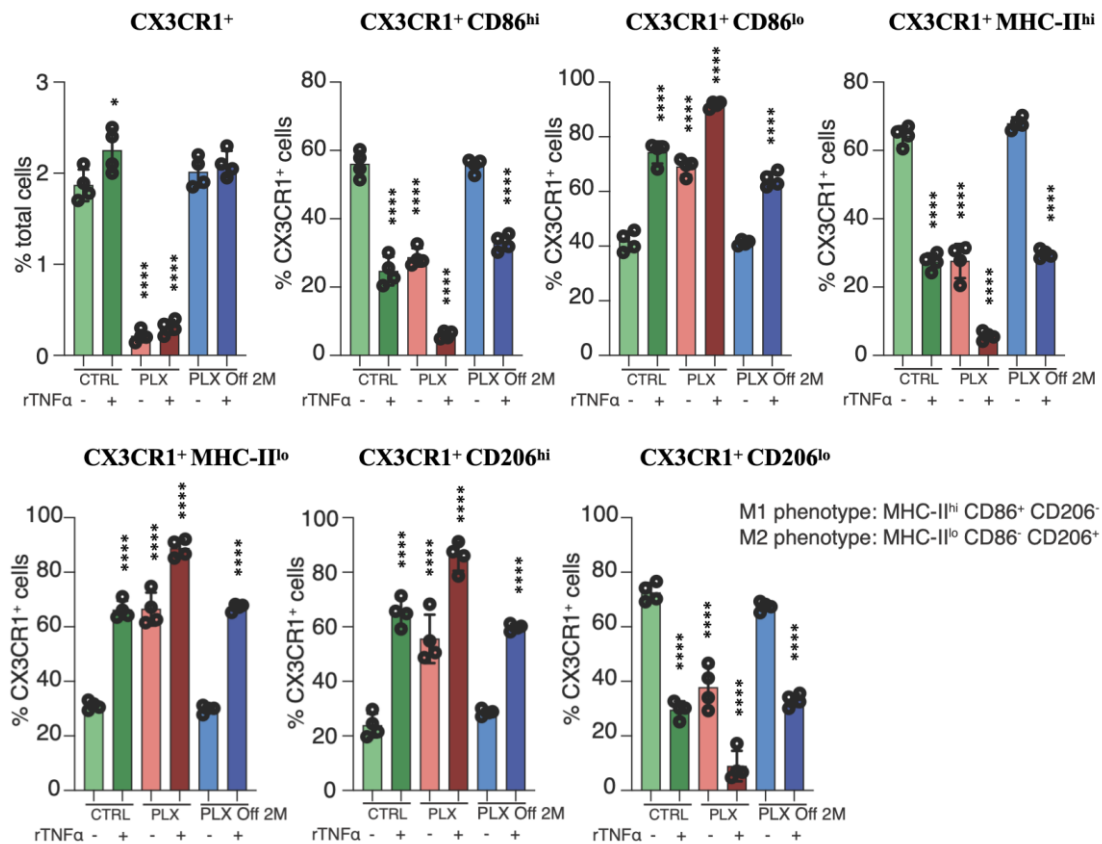 CX3CR1⁺
CX3CR1⁺ CD86ʰⁱ
CX3CR1⁺ CD86ˡᵒ
CX3CR1⁺ MHC-IIʰⁱ
% total cells
3
2
1
0
*
****
****
CTRL
PLX
PLX Off 2M
rTNFα
-
+
-
+
-
+
% CX3CR1⁺ cells
80
60
40
20
0
****
****
****
****
CTRL
PLX
PLX Off 2M
rTNFα
-
+
-
+
-
+
% CX3CR1⁺ cells
100
80
60
40
20
0
****
****
****
****
CTRL
PLX
PLX Off 2M
rTNFα
-
+
-
+
-
+
% CX3CR1⁺ cells
80
60
40
20
0
****
****
****
****
CTRL
PLX
PLX Off 2M
rTNFα
-
+
-
+
-
+
CX3CR1⁺ MHC-IIˡᵒ
CX3CR1⁺ CD206ʰⁱ
CX3CR1⁺ CD206ˡᵒ
% CX3CR1⁺ cells
100
80
60
40
20
0
****
****
****
****
CTRL
PLX
PLX Off 2M
rTNFα
-
+
-
+
-
+
% CX3CR1⁺ cells
100
80
60
40
20
0
****
****
****
****
CTRL
PLX
PLX Off 2M
rTNFα
-
+
-
+
-
+
% CX3CR1⁺ cells
100
80
60
40
20
0
****
****
****
****
CTRL
PLX
PLX Off 2M
rTNFα
-
+
-
+
-
+
M1 phenotype: MHC-IIʰⁱ CD86⁺ CD206⁻
M2 phenotype: MHC-IIˡᵒ CD86⁻ CD206⁺